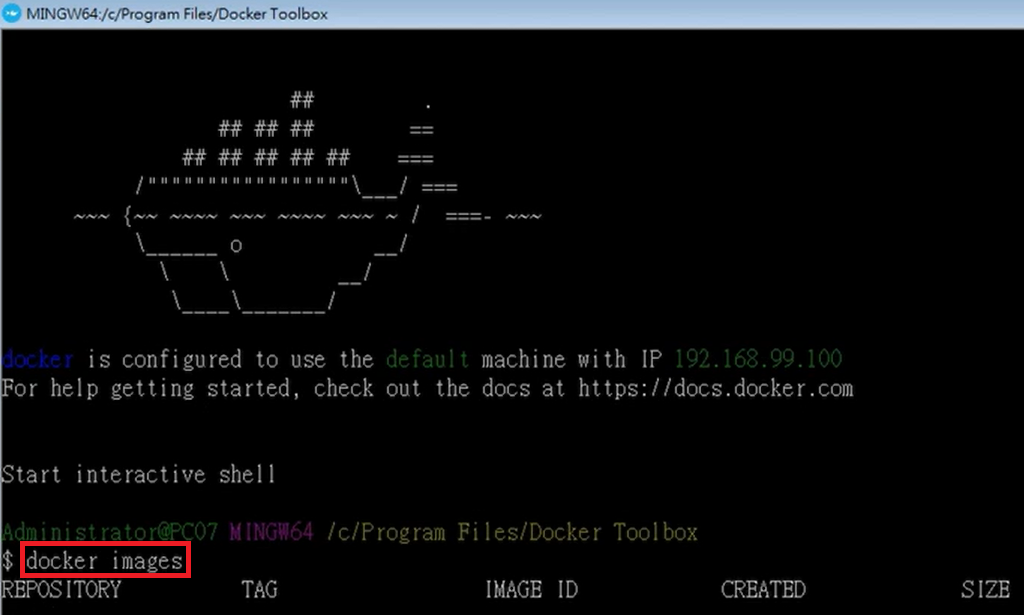 MINGW64:/c/Program Files/Docker Toolbox
## .
## ## ## ==
## ## ## ## ## ===
/"""""""""""""""""\___/ ===
~~~ {~~ ~~~~ ~~~ ~~~~ ~~~ ~ / ===- ~~~
\______ o __/
\ \ __/
\____\_______/
docker is configured to use the default machine with IP 192.168.99.100
For help getting started, check out the docs at https://docs.docker.com
Start interactive shell
Administrator@PC07 MINGW64 /c/Program Files/Docker Toolbox
$ docker images
REPOSITORY TAG IMAGE ID CREATED SIZE